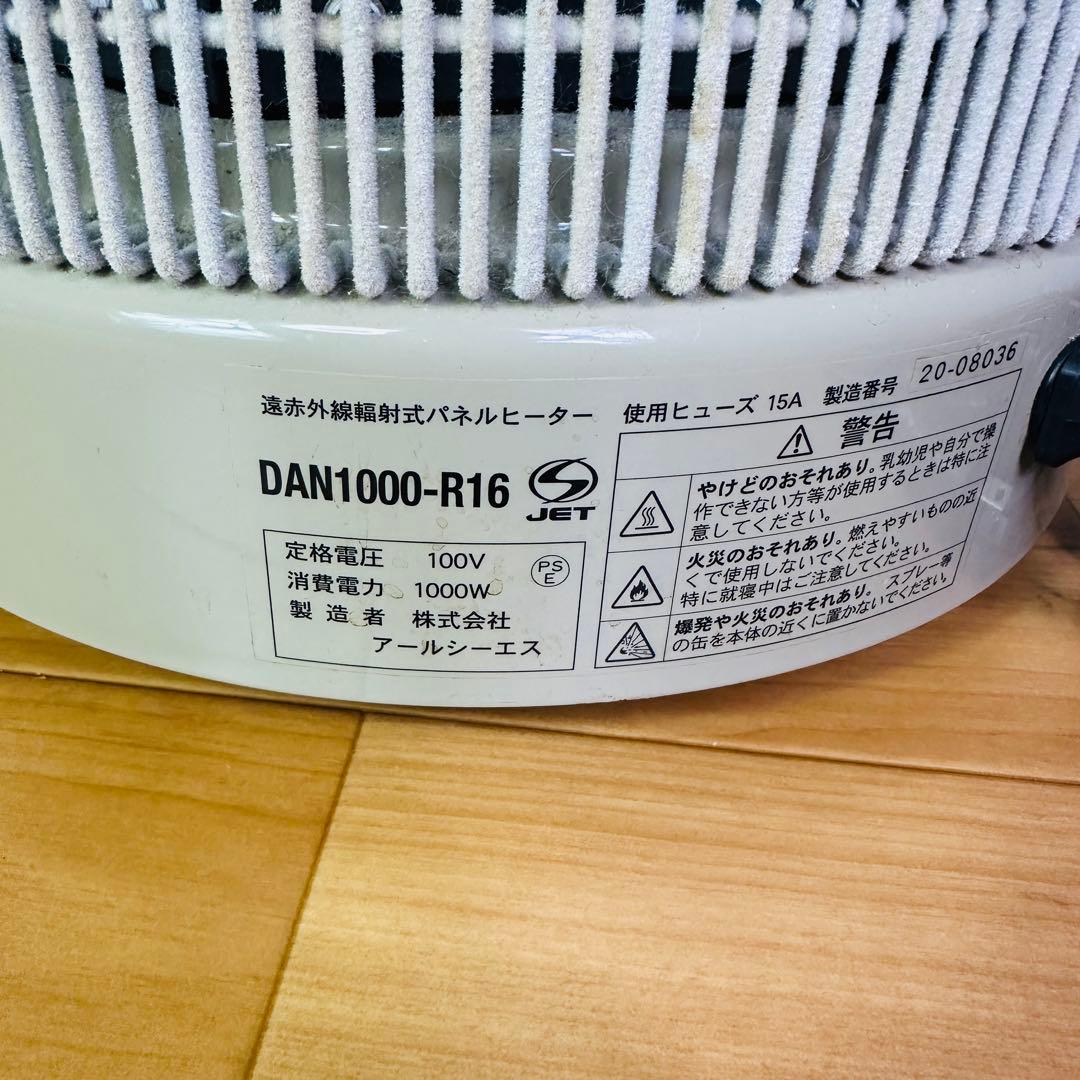 遠赤外線輻射式パネルヒーター
DAN1000-R16
S
JET
定格電圧 100V
消費電力 1000W
製造者 株式会社
アールシーエス
PS
E
使用ヒューズ 15A 製造番号 20-08036
警告
やけどのおそれあり。乳幼児や自分で操
作できない方等が使用するときは特に注
意してください。
火災のおそれあり。燃えやすいものの近
くで使用しないでください。
特に就寝中はご注意してください。
爆発や火災のおそれあり。スプレー等
の缶を本体の近くに置かないでください。